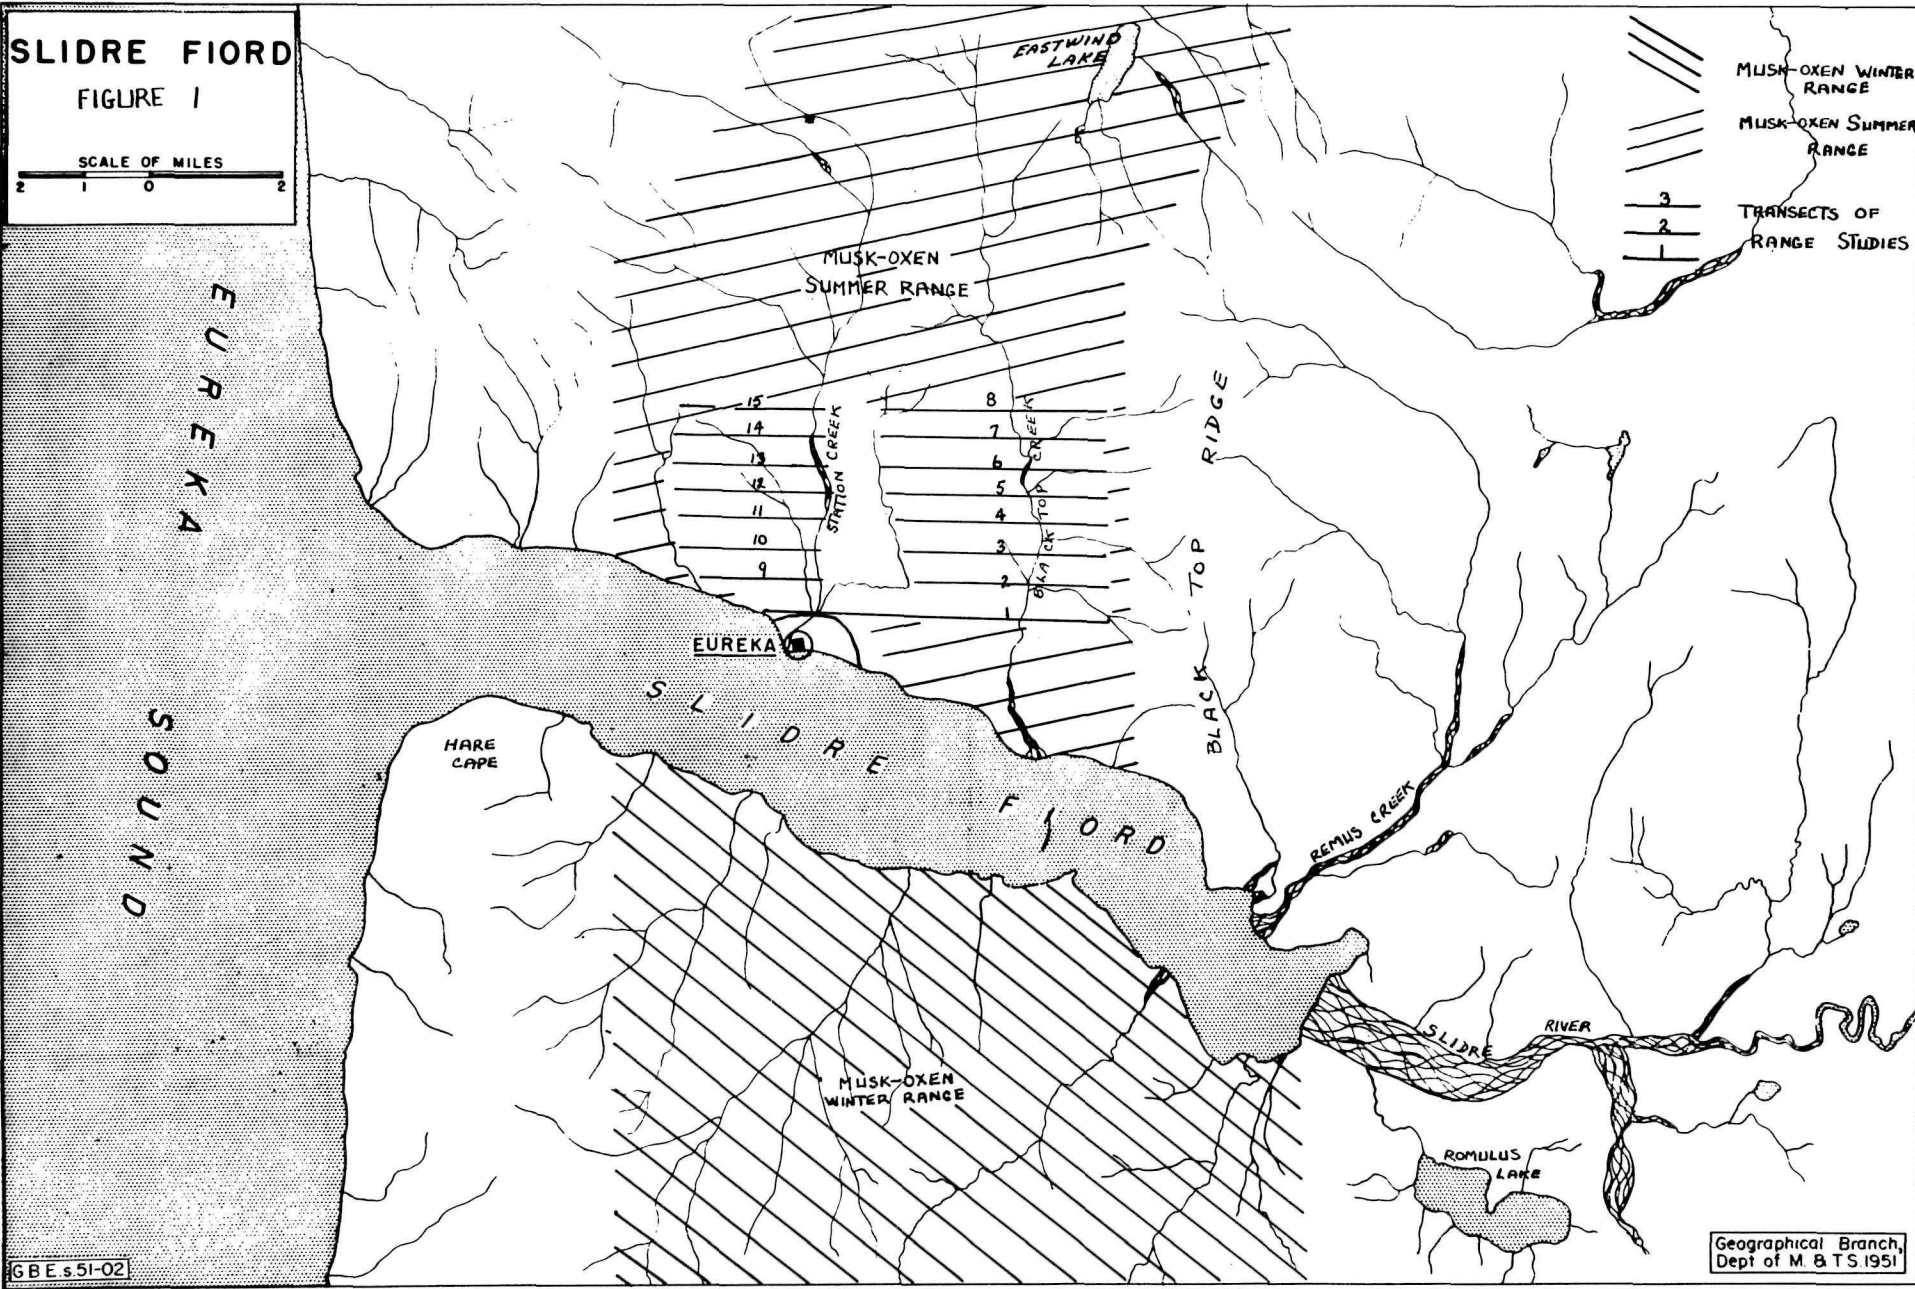 SLIDRE FIORD
FIGURE 1
SCALE OF MILES
2 1 0 2
EASTWIND
LAKE
MUSK-OXEN WINTER
RANGE
MUSK-OXEN SUMMER
RANGE
3
2
1
TRANSECTS OF
RANGE STUDIES
MUSK-OXEN
SUMMER RANGE
EUREKA
SOUND
15
14
13
12
11
10
9
STATION CREEK
8
7
6
5
4
3
2
1
BLACK TOP CREEK
BLACK TOP RIDGE
EUREKA
SLIDRE FIORD
HARE
CAPE
REMUS CREEK
SLIDRE RIVER
MUSK-OXEN
WINTER RANGE
ROMULUS
LAKE
G B E.s.51-02
Geographical Branch,
Dept of M. & T S.1951